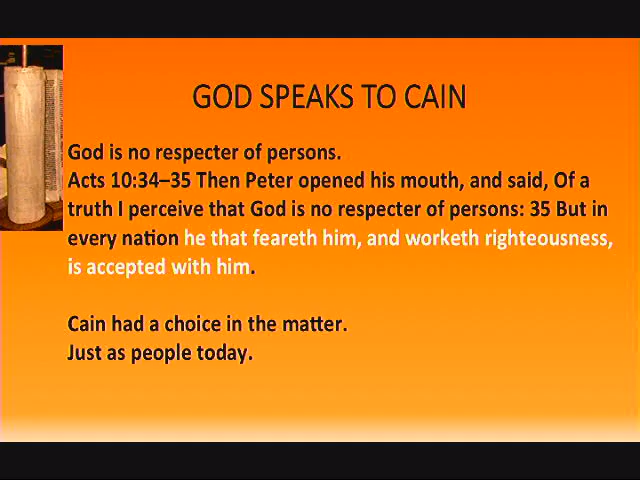 GOD SPEAKS TO CAIN
God is no respecter of persons.
Acts 10:34–35 Then Peter opened his mouth, and said, Of a
truth I perceive that God is no respecter of persons: 35 But in
every nation he that feareth him, and worketh righteousness,
is accepted with him.
Cain had a choice in the matter.
Just as people today.